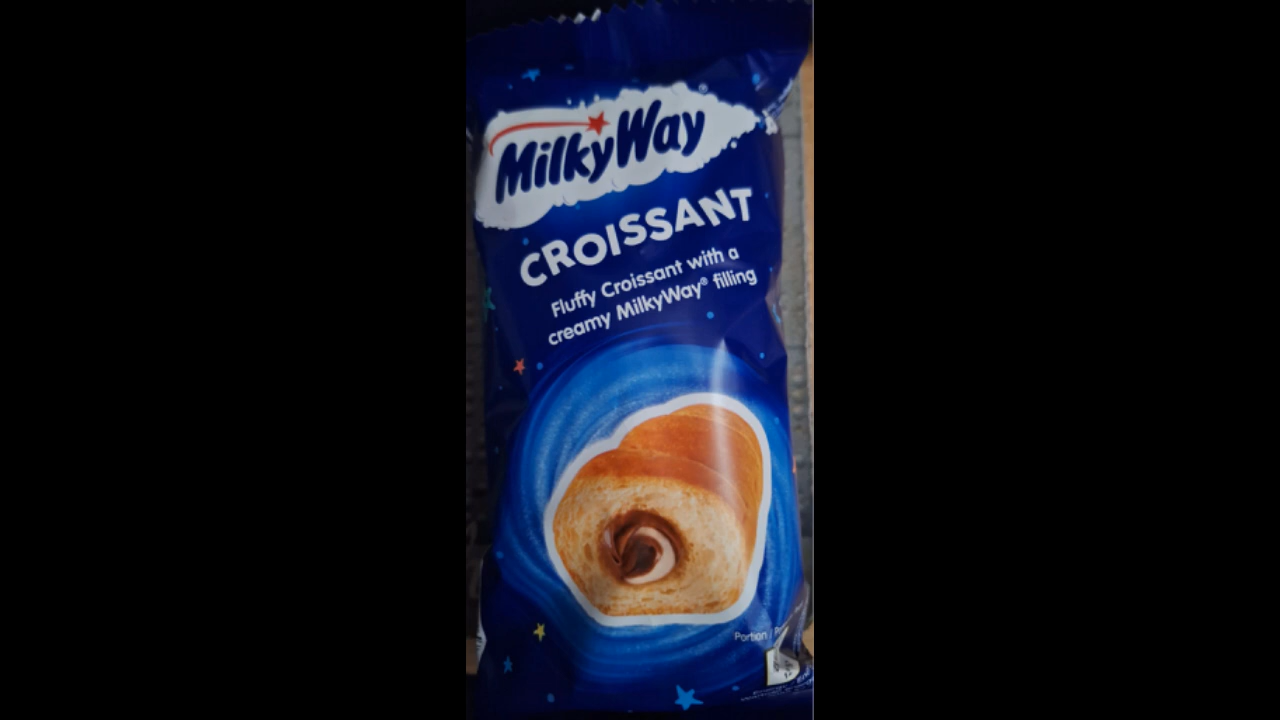 MilkyWay
CROISSANT
Fluffy Croissant with a
creamy MilkyWay® filling
Portion /